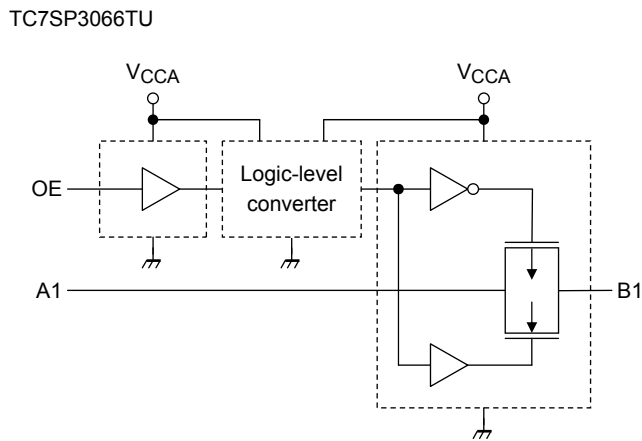 TC7SP3066TU
VCCA
VCCA
OE
Logic-level
converter
A1
B1